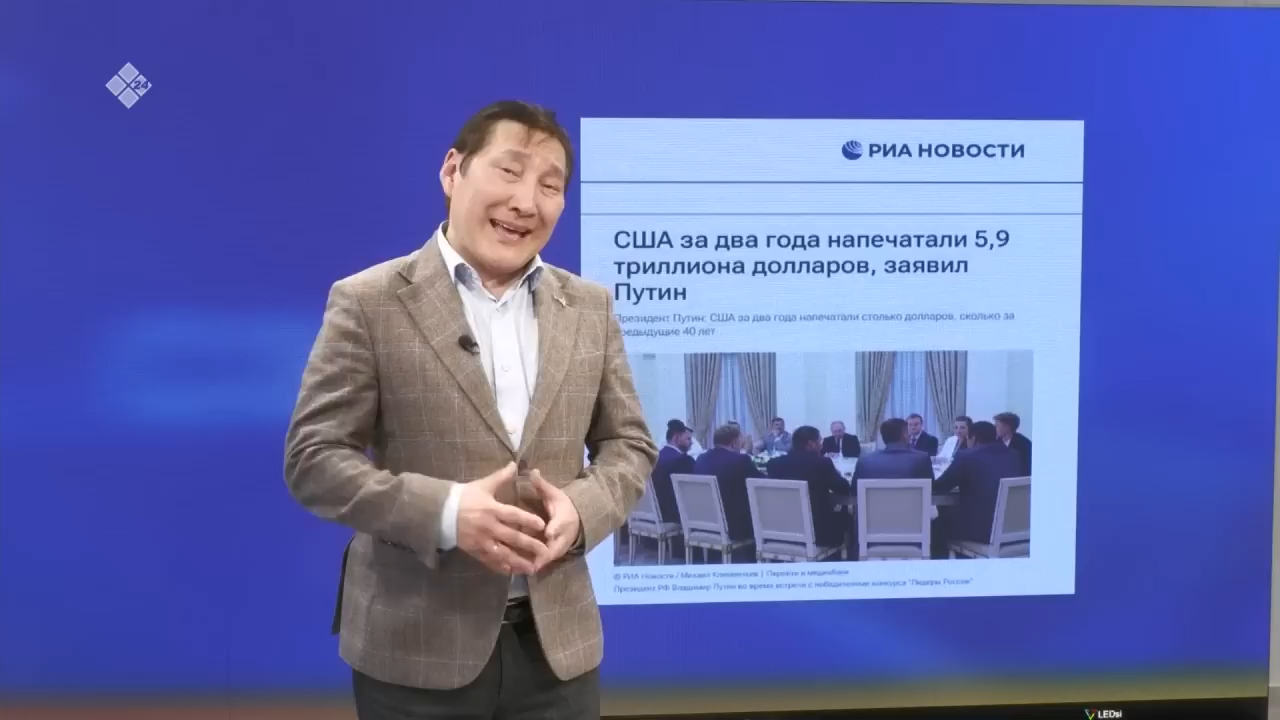 24
РИА НОВОСТИ
США за два года напечатали 5,9
триллиона долларов, заявил
Путин
Президент Путин: США за два года напечатали столько долларов, сколько за
предыдущие 40 лет
© РИА Новости / Михаил Климентьев | Перейти в медиабанк
Президент РФ Владимир Путин во время встречи с победителями конкурса "Лидеры России"
LEDsi